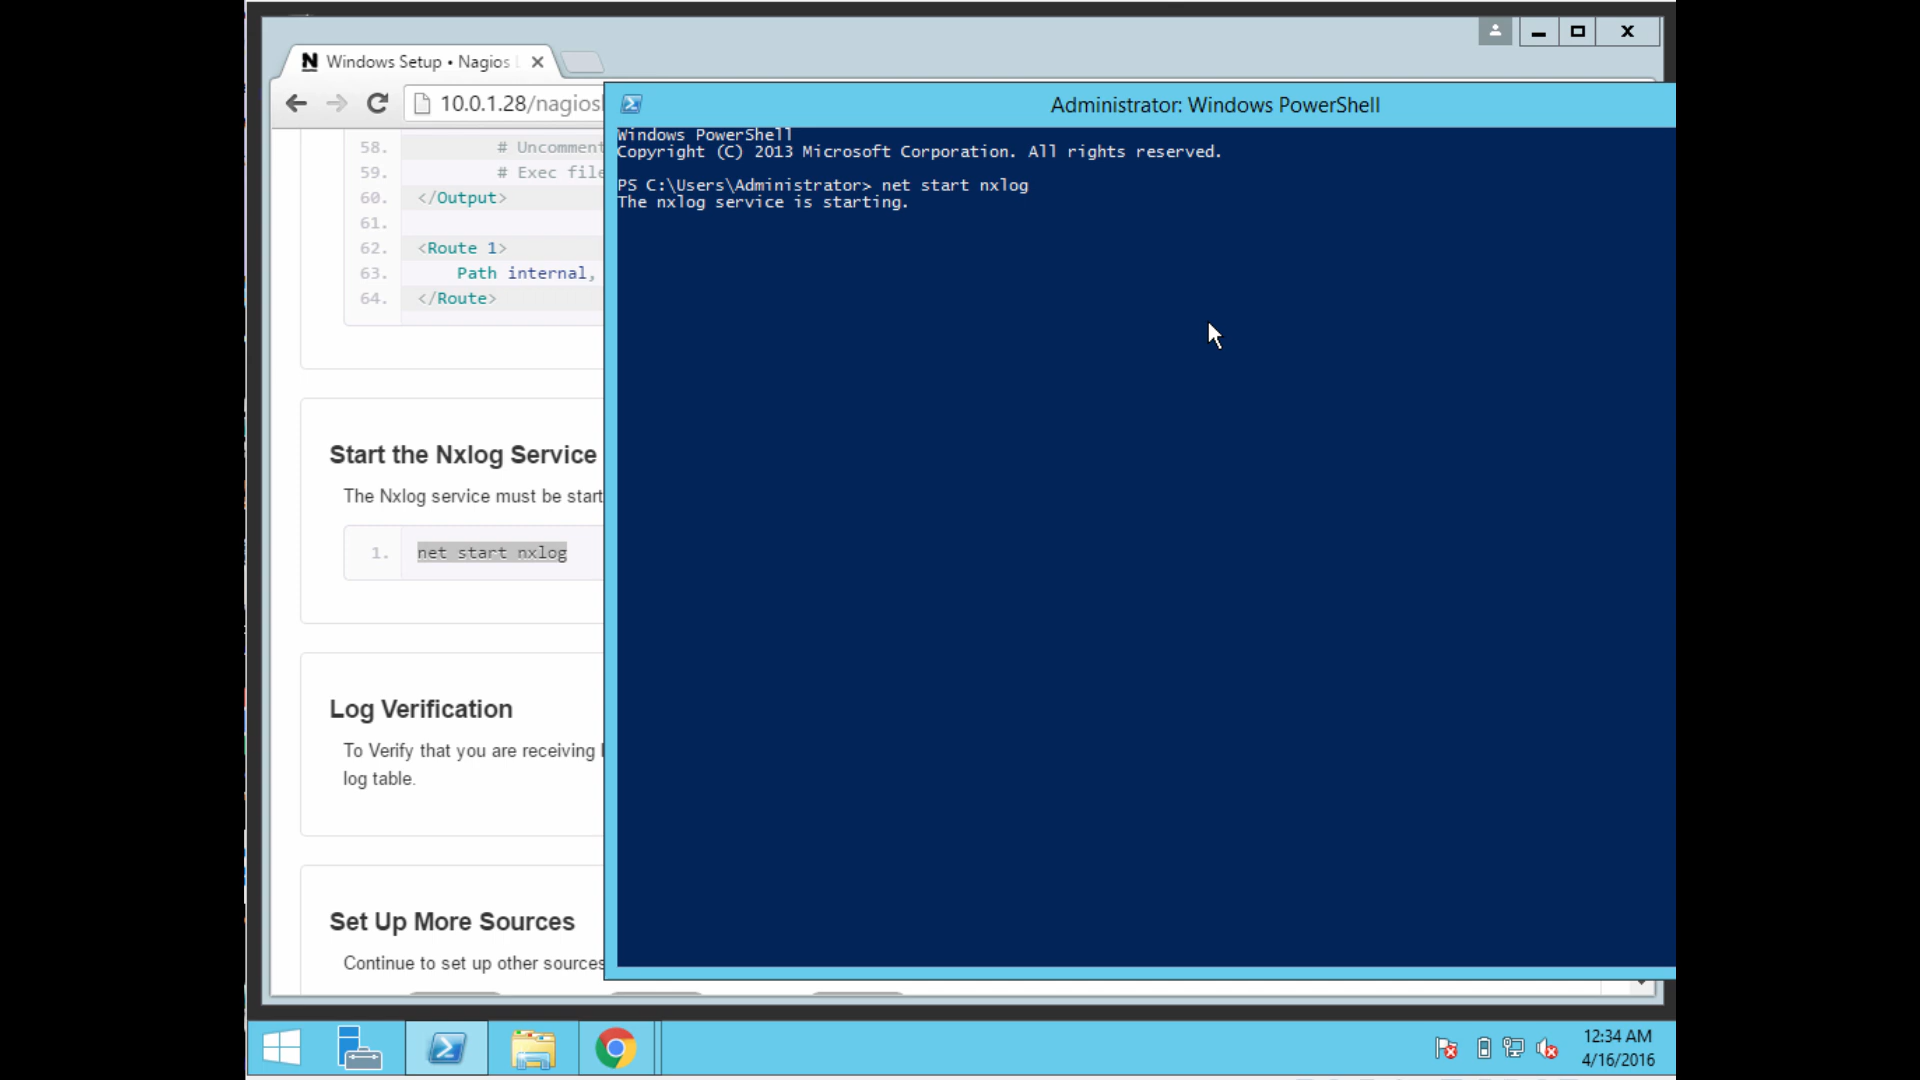 Windows Setup • Nagios
10.0.1.28/nagios
58. # Uncomment
59. # Exec file
60. </Output>
61.
62. <Route 1>
63. Path internal,
64. </Route>
Start the Nxlog Service
The Nxlog service must be start
1. net start nxlog
Log Verification
To Verify that you are receiving
log table.
Set Up More Sources
Continue to set up other sources
Administrator: Windows PowerShell
Windows PowerShell
Copyright (C) 2013 Microsoft Corporation. All rights reserved.
PS C:\Users\Administrator> net start nxlog
The nxlog service is starting.
12:34 AM
4/16/2016